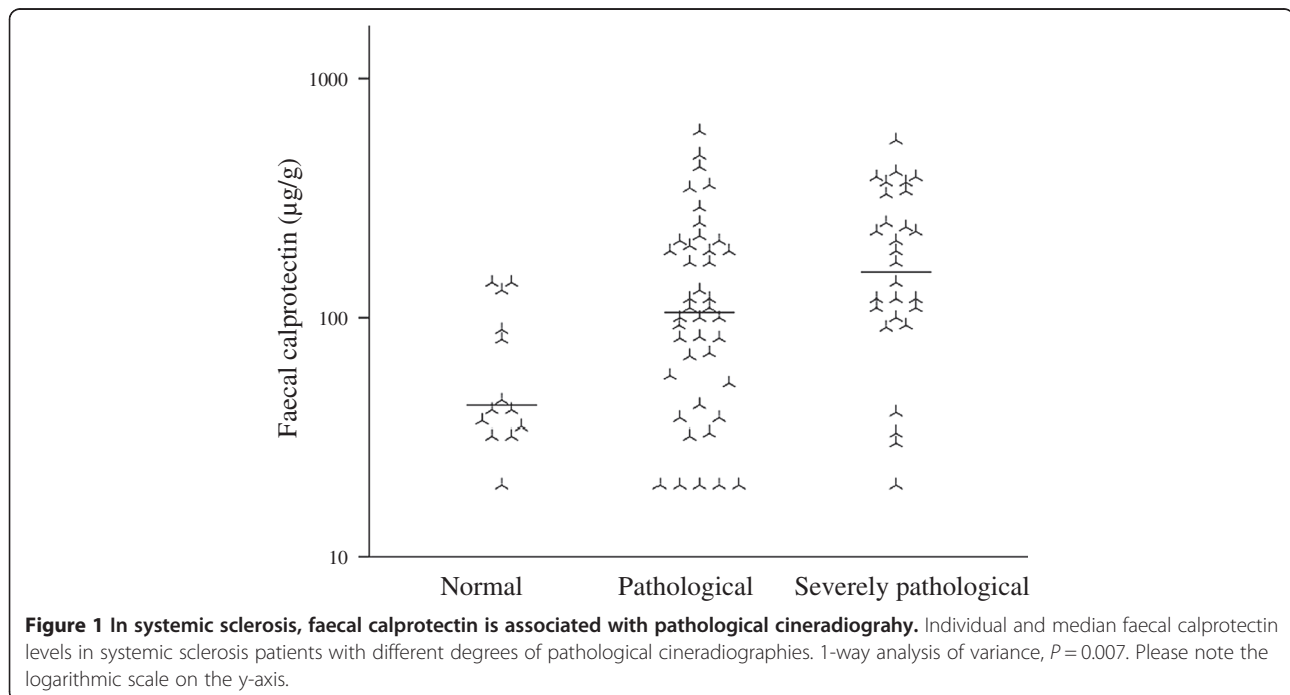 1000
100
10
Faecal calprotectin (µg/g)
Normal
Pathological
Severely pathological
Figure 1 In systemic sclerosis, faecal calprotectin is associated with pathological cineradiograhy. Individual and median faecal calprotectin
levels in systemic sclerosis patients with different degrees of pathological cineradiographies. 1-way analysis of variance, P = 0.007. Please note the
logarithmic scale on the y-axis.